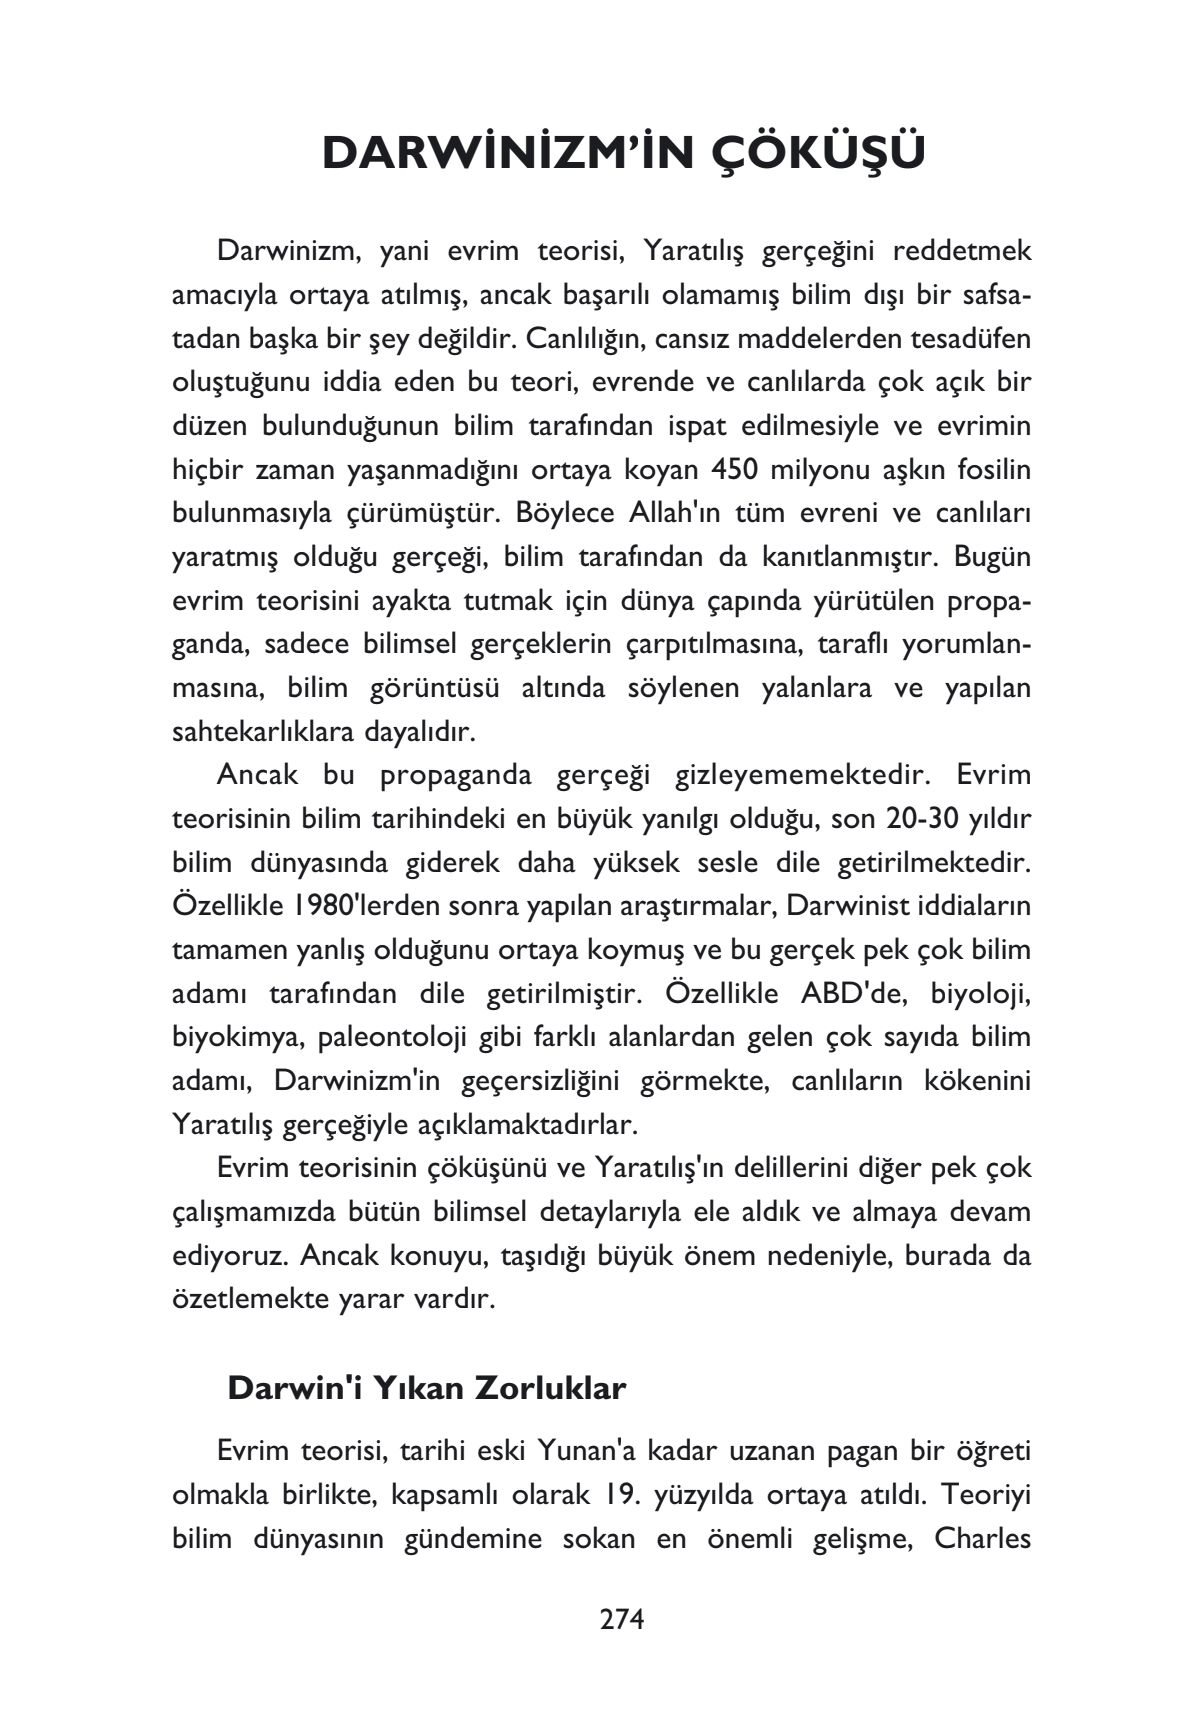 DARWİNİZM’İN ÇÖKÜŞÜ
Darwinizm, yani evrim teorisi, Yaratılış gerçeğini reddetmek
amacıyla ortaya atılmış, ancak başarılı olamamış bilim dışı bir safsa-
tadan başka bir şey değildir. Canlılığın, cansız maddelerden tesadüfen
oluştuğunu iddia eden bu teori, evrende ve canlılarda çok açık bir
düzen bulunduğunun bilim tarafından ispat edilmesiyle ve evrimin
hiçbir zaman yaşanmadığını ortaya koyan 450 milyonu aşkın fosilin
bulunmasıyla çürümüştür. Böylece Allah'ın tüm evreni ve canlıları
yaratmış olduğu gerçeği, bilim tarafından da kanıtlanmıştır. Bugün
evrim teorisini ayakta tutmak için dünya çapında yürütülen propa-
ganda, sadece bilimsel gerçeklerin çarpıtılmasına, taraflı yorumlan-
masına, bilim görüntüsü altında söylenen yalanlara ve yapılan
sahtekarlıklara dayalıdır.
Ancak bu propaganda gerçeği gizleyememektedir. Evrim
teorisinin bilim tarihindeki en büyük yanılgı olduğu, son 20-30 yıldır
bilim dünyasında giderek daha yüksek sesle dile getirilmektedir.
Özellikle 1980'lerden sonra yapılan araştırmalar, Darwinist iddiaların
tamamen yanlış olduğunu ortaya koymuş ve bu gerçek pek çok bilim
adamı tarafından dile getirilmiştir. Özellikle ABD'de, biyoloji,
biyokimya, paleontoloji gibi farklı alanlardan gelen çok sayıda bilim
adamı, Darwinizm'in geçersizliğini görmekte, canlıların kökenini
Yaratılış gerçeğiyle açıklamaktadırlar.
Evrim teorisinin çöküşünü ve Yaratılış'ın delillerini diğer pek çok
çalışmamızda bütün bilimsel detaylarıyla ele aldık ve almaya devam
ediyoruz. Ancak konuyu, taşıdığı büyük önem nedeniyle, burada da
özetlemekte yarar vardır.
Darwin'i Yıkan Zorluklar
Evrim teorisi, tarihi eski Yunan'a kadar uzanan pagan bir öğreti
olmakla birlikte, kapsamlı olarak 19. yüzyılda ortaya atıldı. Teoriyi
bilim dünyasının gündemine sokan en önemli gelişme, Charles
274